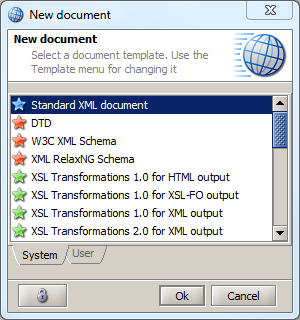 New document
New document
Select a document template. Use the
Template menu for changing it
Standard XML document
DTD
W3C XML Schema
XML RelaxNG Schema
XSL Transformations 1.0 for HTML output
XSL Transformations 1.0 for XSL-FO output
XSL Transformations 1.0 for XML output
XSL Transformations 2.0 for XML output
System User
Ok Cancel